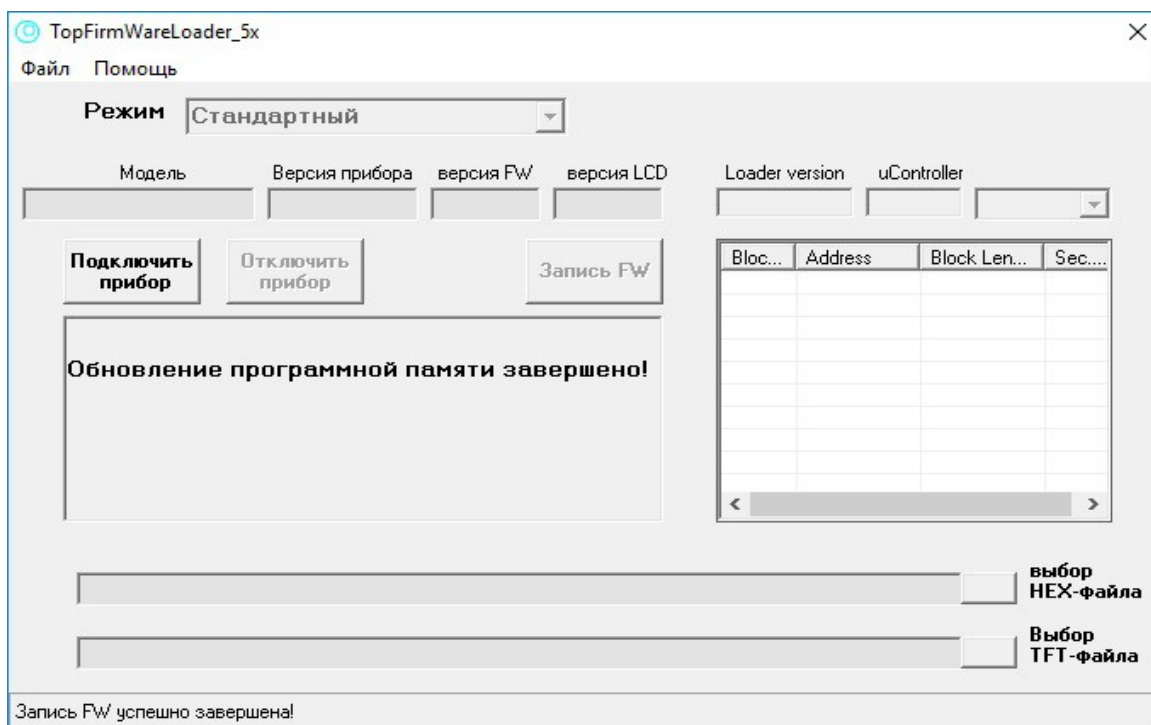 TopFirmWareLoader_5x
Файл Помощь
Режим Стандартный
Модель Версия прибора версия FW версия LCD Loader version uController
Подключить прибор
Отключить прибор
Запись FW
Bloc... Address Block Len... Sec....
Обновление программной памяти завершено!
выбор
HEX-файла
Выбор
TFT-файла
Запись FW успешно завершена!